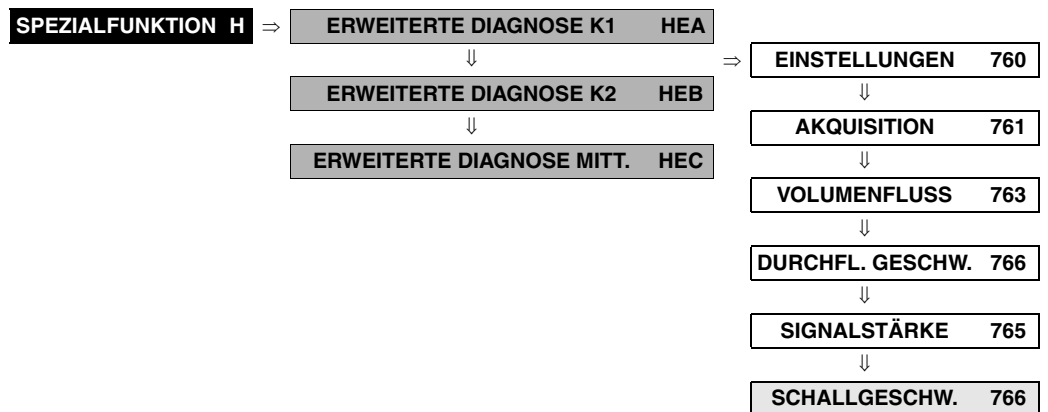 SPEZIALFUNKTION H ⇒ ERWEITERTE DIAGNOSE K1 HEA
⇓ ⇒ EINSTELLUNGEN 760
ERWEITERTE DIAGNOSE K2 HEB ⇓
⇓ AKQUISITION 761
ERWEITERTE DIAGNOSE MITT. HEC ⇓
VOLUMENFLUSS 763
⇓
DURCHFL. GESCHW. 766
⇓
SIGNALSTÄRKE 765
⇓
SCHALLGESCHW. 766